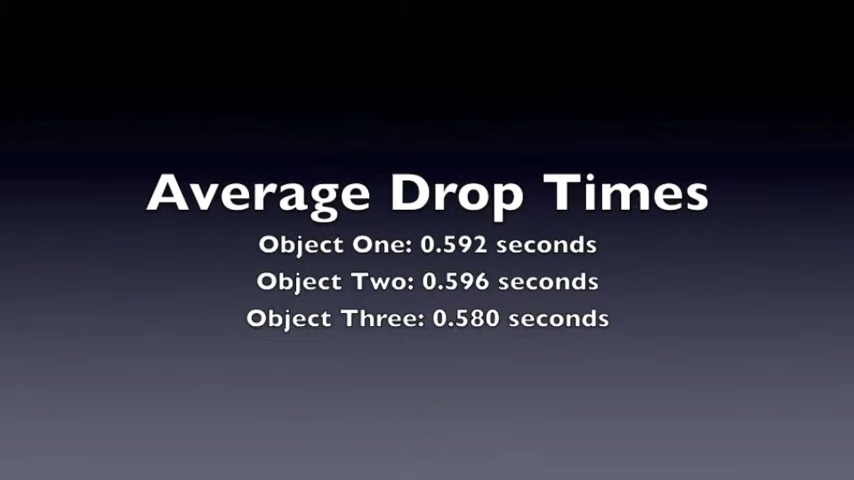 Average Drop Times
Object One: 0.592 seconds
Object Two: 0.596 seconds
Object Three: 0.580 seconds